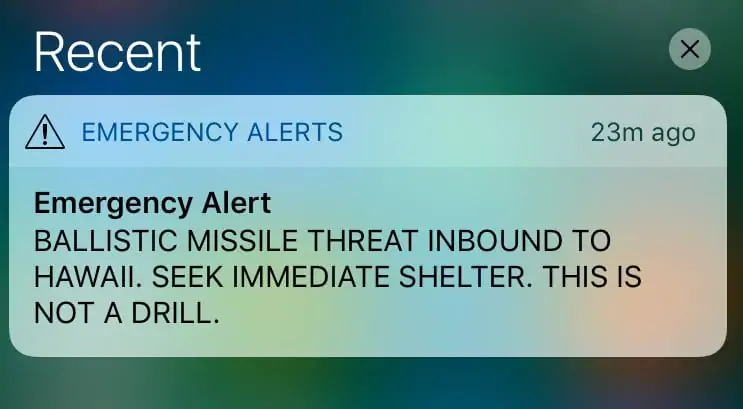 Recent
EMERGENCY ALERTS 23m ago
Emergency Alert
BALLISTIC MISSILE THREAT INBOUND TO
HAWAII. SEEK IMMEDIATE SHELTER. THIS IS
NOT A DRILL.